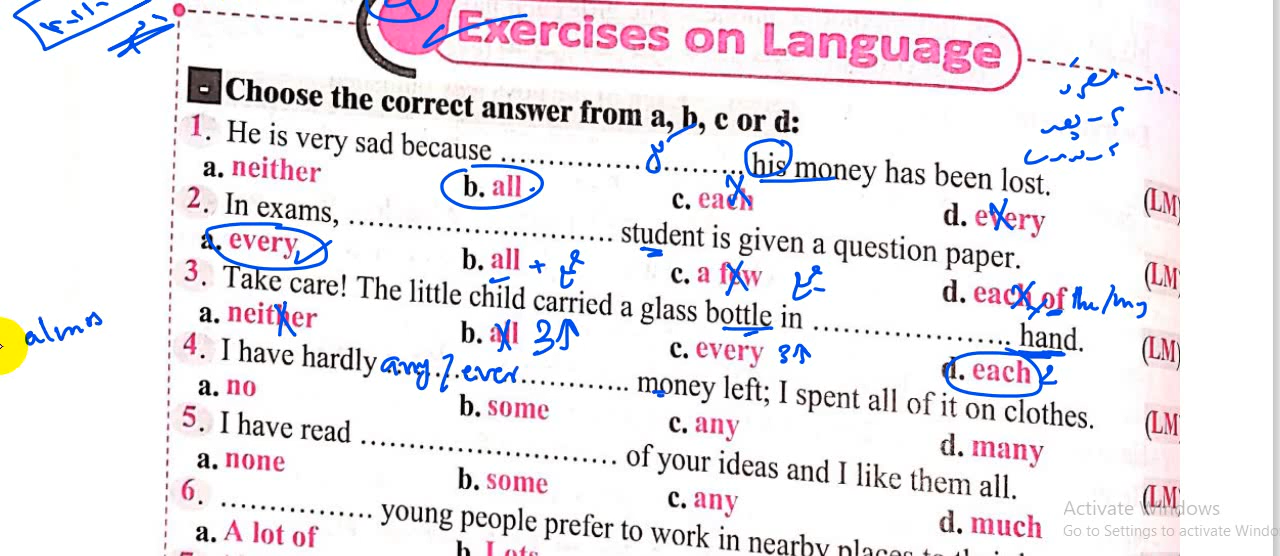 Exercises on Language
- Choose the correct answer from a, b, c or d:
1. He is very sad because ........................ his money has been lost. (LM)
a. neither b. all c. each d. every
2. In exams, ........................ student is given a question paper. (LM
a. every b. all + c. a few d. each of the/my
3. Take care! The little child carried a glass bottle in ........................ hand. (LM)
a. neither b. all 3↑ c. every 3↑ d. each 2
4. I have hardly any / ever ........................ money left; I spent all of it on clothes. (LM
a. no b. some c. any d. many
5. I have read ........................ of your ideas and I like them all. (LM
a. none b. some c. any d. much
6. ................ young people prefer to work in nearby places
a. A lot of b. Lots
almos
Activate Windows
Go to Settings to activate Windo